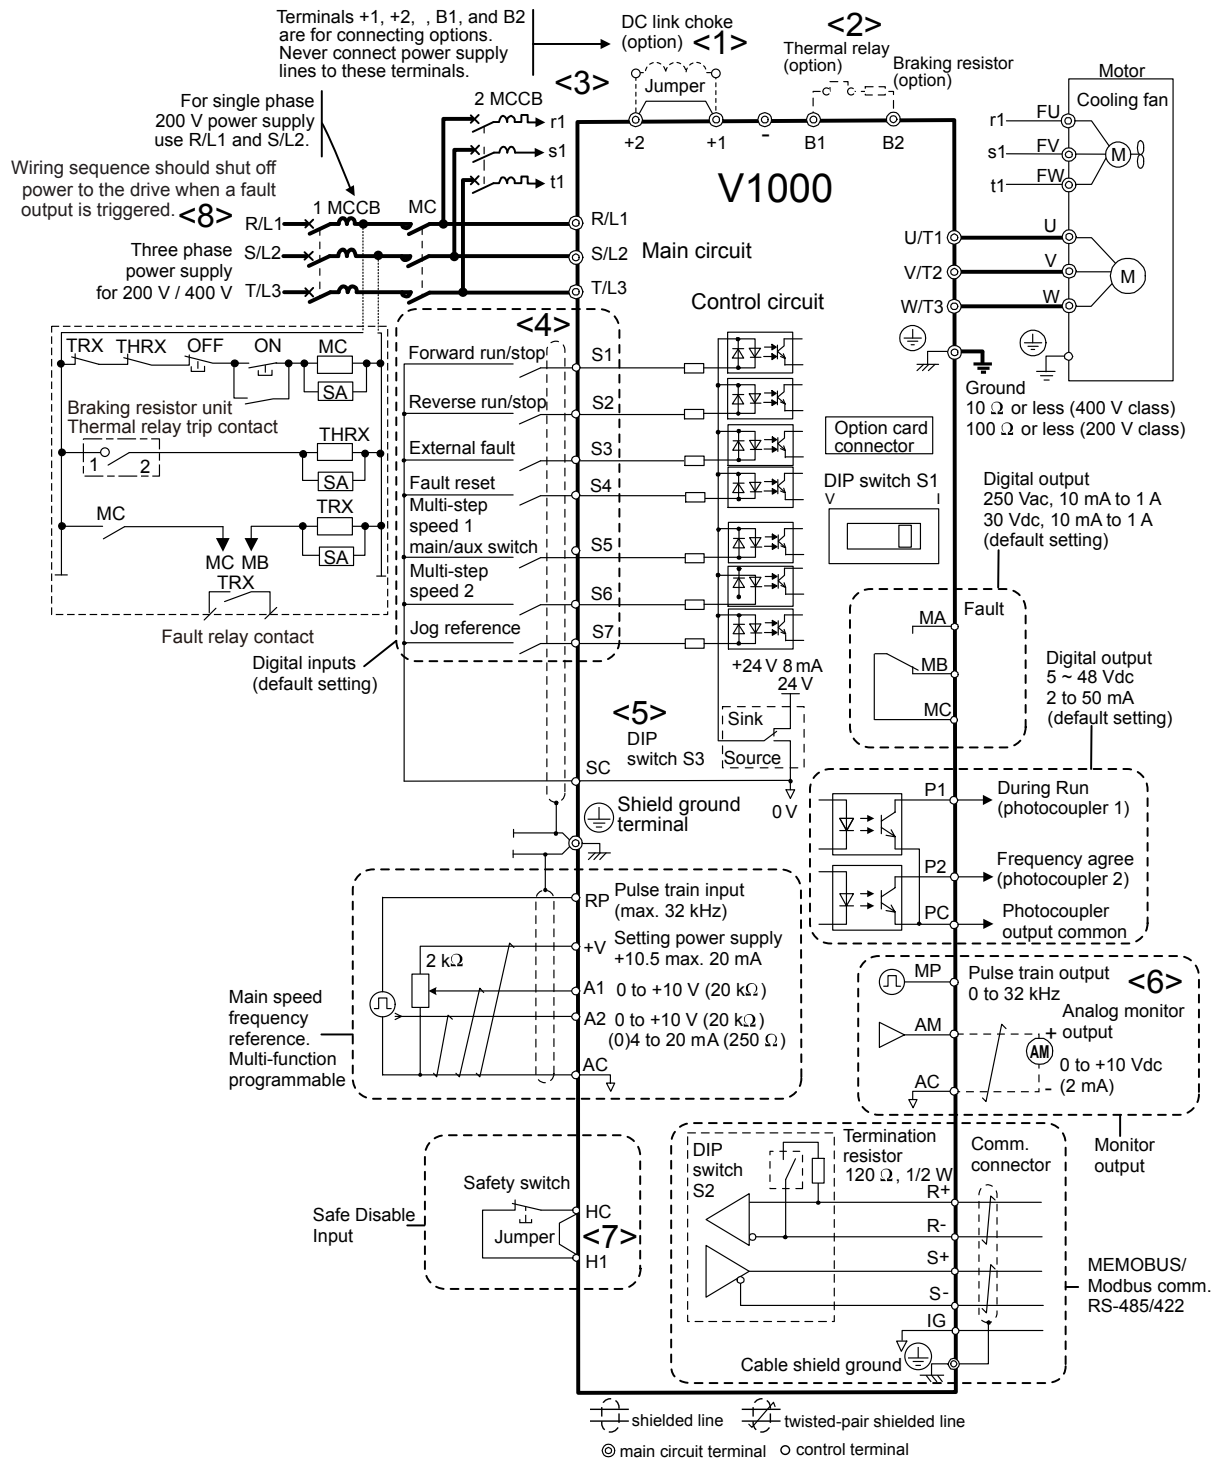 Terminals +1, +2, , B1, and B2
are for connecting options.
Never connect power supply
lines to these terminals.
DC link choke
(option) <1>
Jumper
<2>
Thermal relay
(option)
Braking resistor
(option)
+2
+1
-
B1
B2
Motor
Cooling fan
r1
FU
s1
FV
t1
FW
M
<3>
2 MCCB
r1
s1
t1
For single phase
200 V power supply
use R/L1 and S/L2.
Wiring sequence should shut off
power to the drive when a fault
output is triggered. <8>
1 MCCB
MC
R/L1
S/L2
T/L3
Three phase
power supply
for 200 V / 400 V
R/L1
S/L2
T/L3
V1000
Main circuit
Control circuit
U/T1
V/T2
W/T3
U
V
W
M
Ground
10 Ω or less (400 V class)
100 Ω or less (200 V class)
TRX
THRX
OFF
ON
MC
SA
Braking resistor unit
Thermal relay trip contact
1
2
THRX
SA
MC
TRX
SA
MC
MB
TRX
Fault relay contact
<4>
Forward run/stop
S1
Reverse run/stop
S2
External fault
S3
Fault reset
S4
Multi-step
speed 1
main/aux switch
S5
Multi-step
speed 2
S6
Jog reference
S7
Digital inputs
(default setting)
Option card
connector
DIP switch S1
V
I
+24 V 8 mA
24 V
<5>
DIP
switch S3
Sink
Source
SC
0 V
Shield ground
terminal
Digital output
250 Vac, 10 mA to 1 A
30 Vdc, 10 mA to 1 A
(default setting)
Fault
MA
MB
MC
Digital output
5 ~ 48 Vdc
2 to 50 mA
(default setting)
P1
During Run
(photocoupler 1)
P2
Frequency agree
(photocoupler 2)
PC
Photocoupler
output common
Main speed
frequency
reference.
Multi-function
programmable
2 kΩ
RP
Pulse train input
(max. 32 kHz)
+V
Setting power supply
+10.5 max. 20 mA
A1
0 to +10 V (20 kΩ)
A2
0 to +10 V (20 kΩ)
(0)4 to 20 mA (250 Ω)
AC
MP
Pulse train output
0 to 32 kHz
<6>
AM
Analog monitor
output
+
AM
0 to +10 Vdc
(2 mA)
-
AC
Monitor
output
Safe Disable
Input
Safety switch
Jumper
HC
<7>
H1
DIP
switch
S2
Termination
resistor
120 Ω, 1/2 W
Comm.
connector
R+
R-
S+
S-
IG
Cable shield ground
MEMOBUS/
Modbus comm.
RS-485/422
shielded line
twisted-pair shielded line
main circuit terminal
control terminal